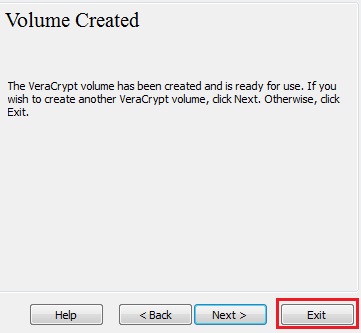 Volume Created
The VeraCrypt volume has been created and is ready for use. If you
wish to create another VeraCrypt volume, click Next. Otherwise, click
Exit.
Help
< Back
Next >
Exit